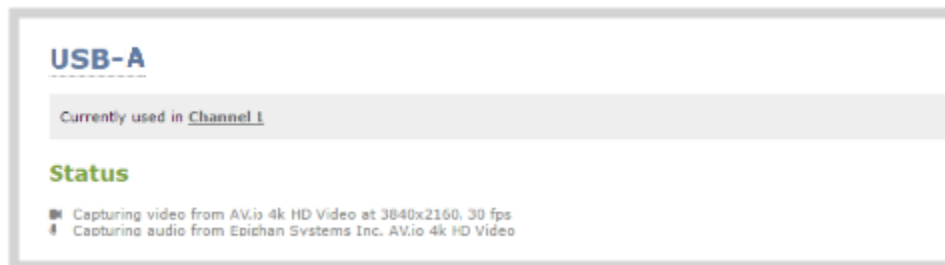 USB-A
Currently used in Channel 1
Status
Capturing video from AV.io 4k HD Video at 3840x2160, 30 fps
Capturing audio from Epiphan Systems Inc. AV.io 4k HD Video